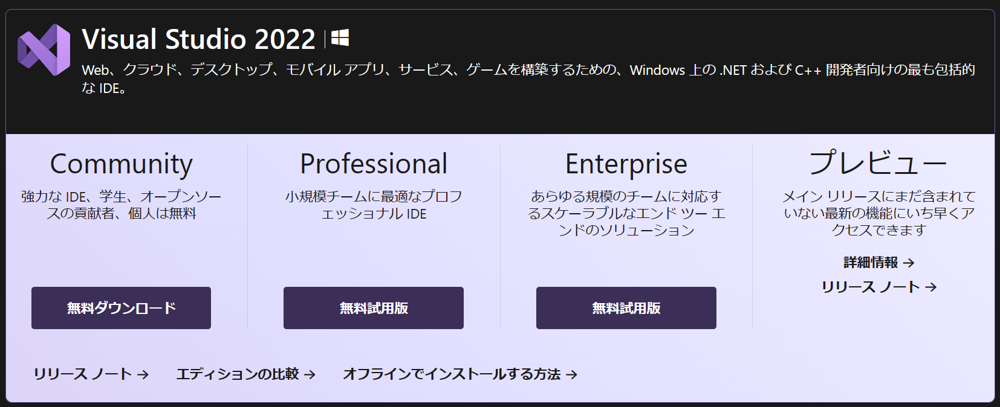 Visual Studio 2022
Web、クラウド、デスクトップ、モバイル アプリ、サービス、ゲームを構築するための、Windows 上の .NET および C++ 開発者向けの最も包括的
な IDE。
Community
強力な IDE、学生、オープンソー
スの貢献者、個人は無料
無料ダウンロード
Professional
小規模チームに最適なプロフ
ェッショナル IDE
無料試用版
Enterprise
あらゆる規模のチームに対応す
るスケーラブルなエンド ツー エ
ンドのソリューション
無料試用版
プレビュー
メイン リリースにまだ含まれて
いない最新の機能にいち早くア
クセスできます
詳細情報 →
リリース ノート →
リリース ノート →
エディションの比較 →
オフラインでインストールする方法 →